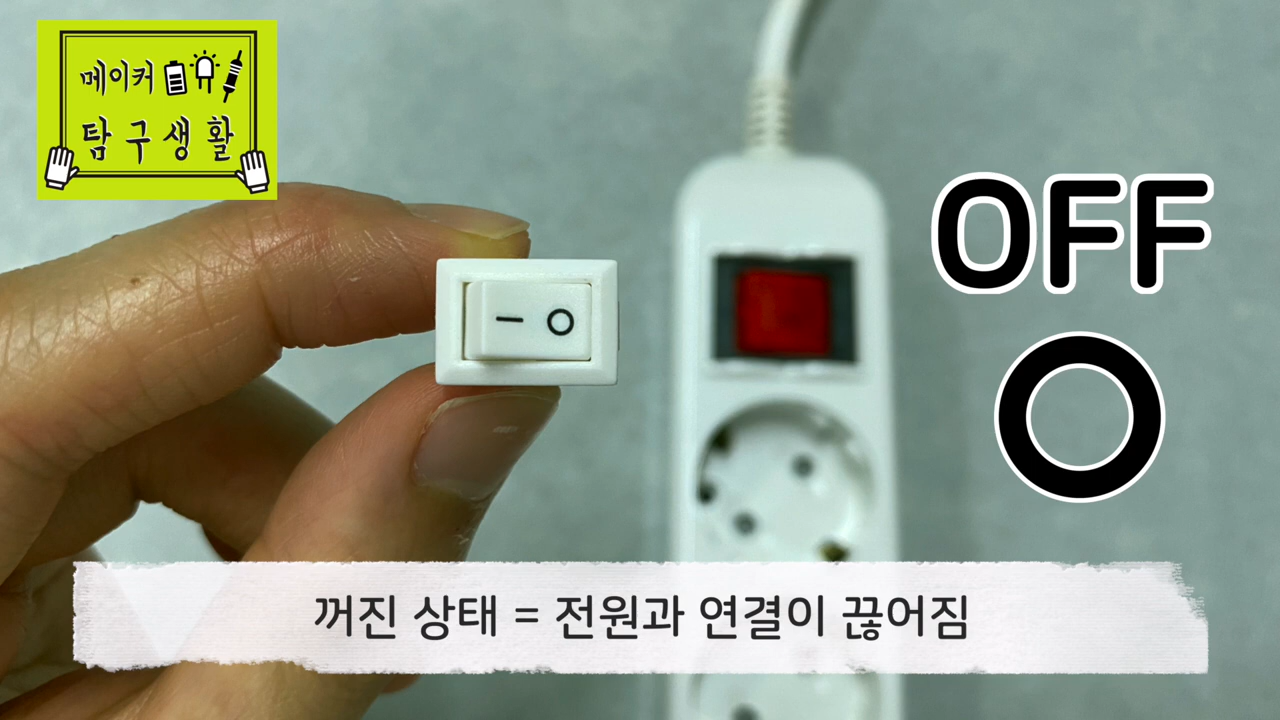 메이커
탐구생활
OFF
O
— O
꺼진 상태 = 전원과 연결이 끊어짐